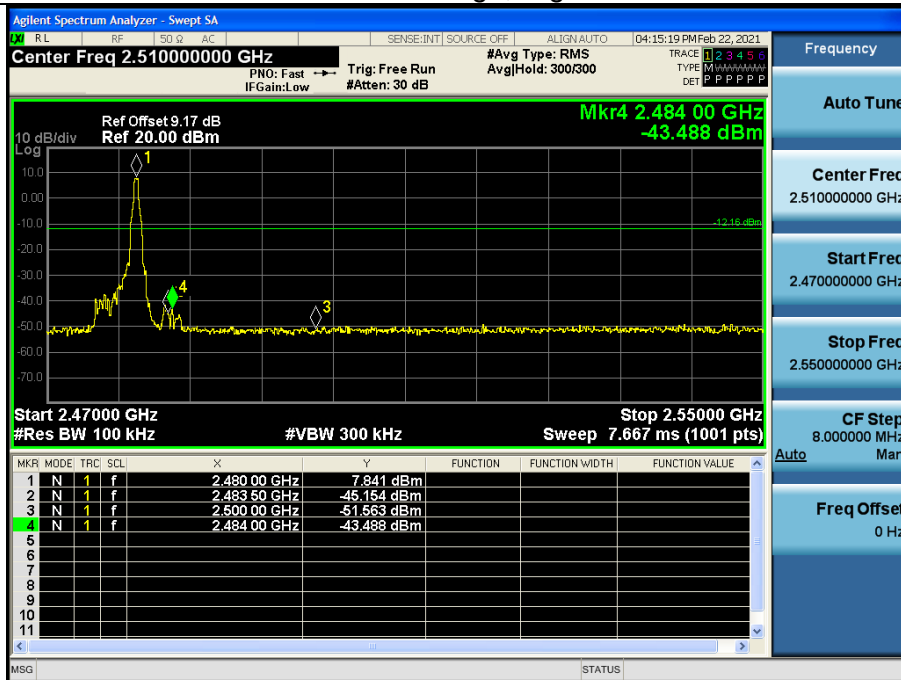 Agilent Spectrum Analyzer - Swept SA
LXI RL RF 50 Ω AC SENSE:INT SOURCE OFF ALIGN AUTO 04:15:19 PM Feb 22, 2021
Center Freq 2.510000000 GHz #Avg Type: RMS TRACE 1 2 3 4 5 6
PNO: Fast Trig: Free Run Avg|Hold: 300/300 TYPE M
IFGain:Low #Atten: 30 dB DET P P P P P P
Mkr4 2.484 00 GHz
-43.488 dBm
Ref Offset 9.17 dB
10 dB/div Ref 20.00 dBm
Log
1
10.0
0.00
-10.0
-12.16 dBm
-20.0
-30.0
4
-40.0
3
-50.0
-60.0
-70.0
Start 2.47000 GHz Stop 2.55000 GHz
#Res BW 100 kHz #VBW 300 kHz Sweep 7.667 ms (1001 pts)
MKR MODE TRC SCL X Y FUNCTION FUNCTION WIDTH FUNCTION VALUE
1 N 1 f 2.480 00 GHz 7.841 dBm
2 N 1 f 2.483 50 GHz -45.154 dBm
3 N 1 f 2.500 00 GHz -51.563 dBm
4 N 1 f 2.484 00 GHz -43.488 dBm
5
6
7
8
9
10
11
MSG STATUS
Frequency
Auto Tune
Center Freq
2.510000000 GHz
Start Freq
2.470000000 GHz
Stop Freq
2.550000000 GHz
CF Step
8.000000 MHz
Auto Man
Freq Offset
0 Hz